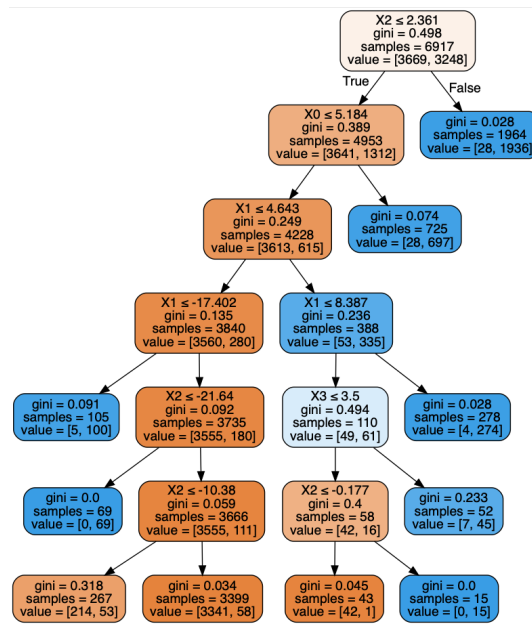 X2 ≤ 2.361
gini = 0.498
samples = 6917
value = [3669, 3248]
True
False
X0 ≤ 5.184
gini = 0.389
samples = 4953
value = [3641, 1312]
gini = 0.028
samples = 1964
value = [28, 1936]
X1 ≤ 4.643
gini = 0.249
samples = 4228
value = [3613, 615]
gini = 0.074
samples = 725
value = [28, 697]
X1 ≤ -17.402
gini = 0.135
samples = 3840
value = [3560, 280]
X1 ≤ 8.387
gini = 0.236
samples = 388
value = [53, 335]
gini = 0.091
samples = 105
value = [5, 100]
X2 ≤ -21.64
gini = 0.092
samples = 3735
value = [3555, 180]
X3 ≤ 3.5
gini = 0.494
samples = 110
value = [49, 61]
gini = 0.028
samples = 278
value = [4, 274]
gini = 0.0
samples = 69
value = [0, 69]
X2 ≤ -10.38
gini = 0.059
samples = 3666
value = [3555, 111]
X2 ≤ -0.177
gini = 0.4
samples = 58
value = [42, 16]
gini = 0.233
samples = 52
value = [7, 45]
gini = 0.318
samples = 267
value = [214, 53]
gini = 0.034
samples = 3399
value = [3341, 58]
gini = 0.045
samples = 43
value = [42, 1]
gini = 0.0
samples = 15
value = [0, 15]